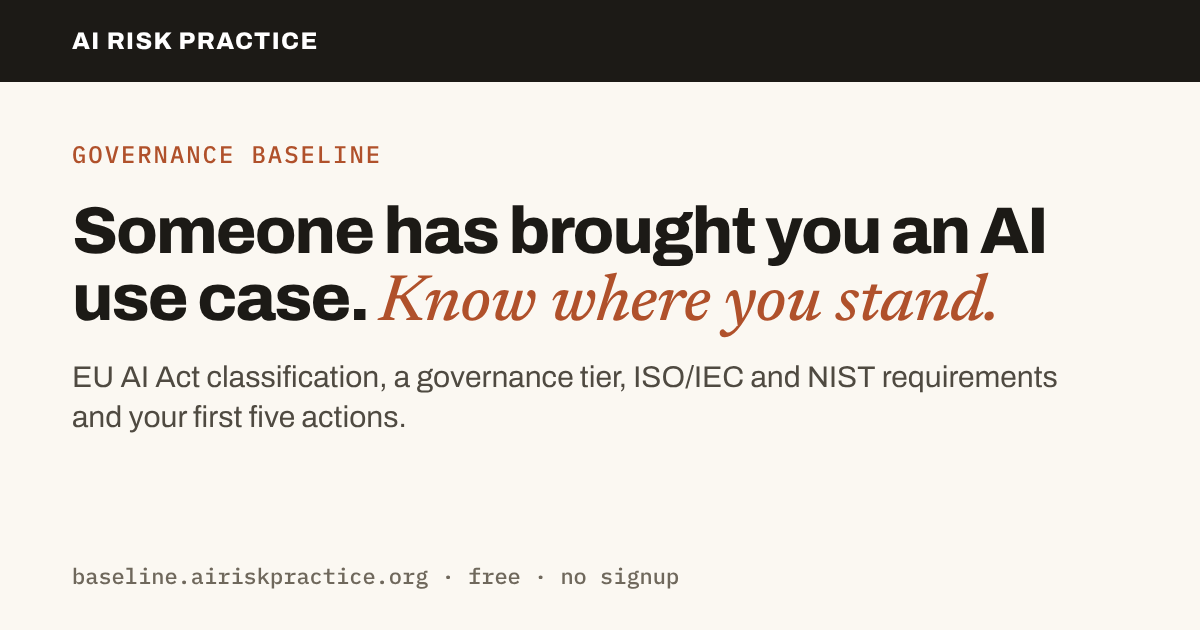 AI RISK PRACTICE
GOVERNANCE BASELINE
Someone has brought you an AI
use case. Know where you stand.
EU AI Act classification, a governance tier, ISO/IEC and NIST requirements
and your first five actions.
baseline.airiskpractice.org · free · no signup